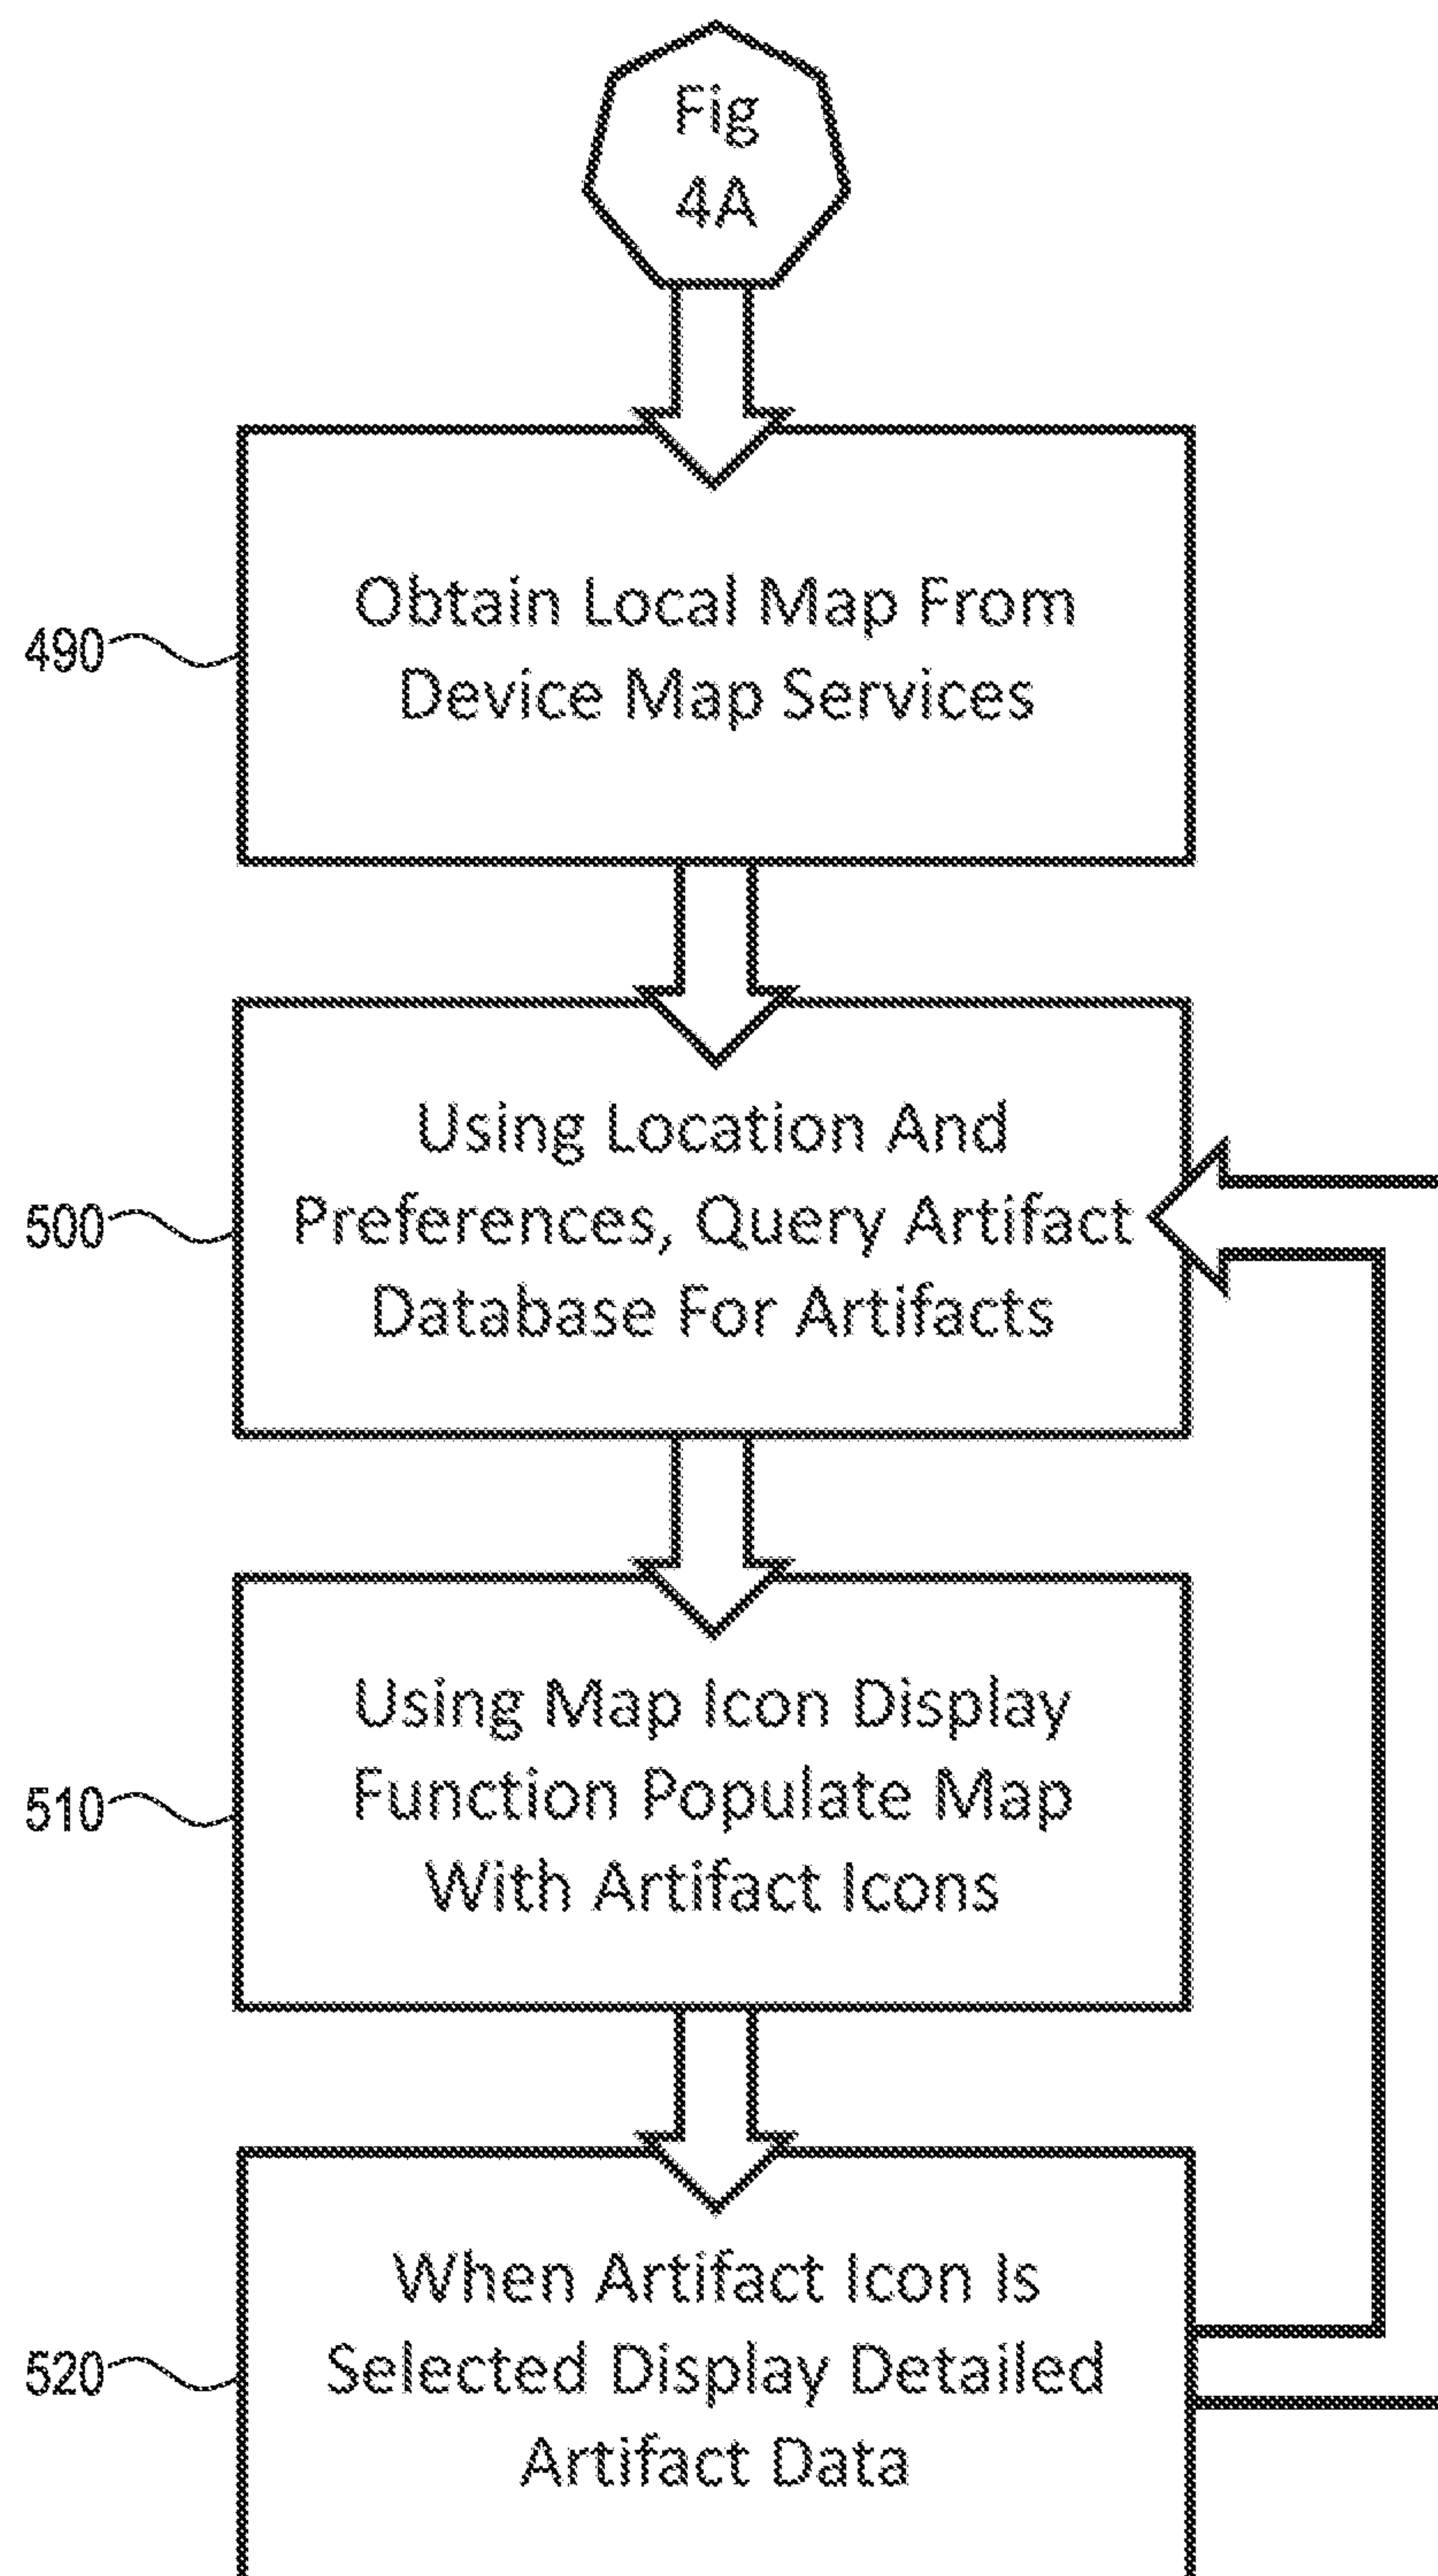 Fig
4A
490
Obtain Local Map From
Device Map Services
500
Using Location And
Preferences, Query Artifact
Database For Artifacts
510
Using Map Icon Display
Function Populate Map
With Artifact Icons
520
When Artifact Icon Is
Selected Display Detailed
Artifact Data